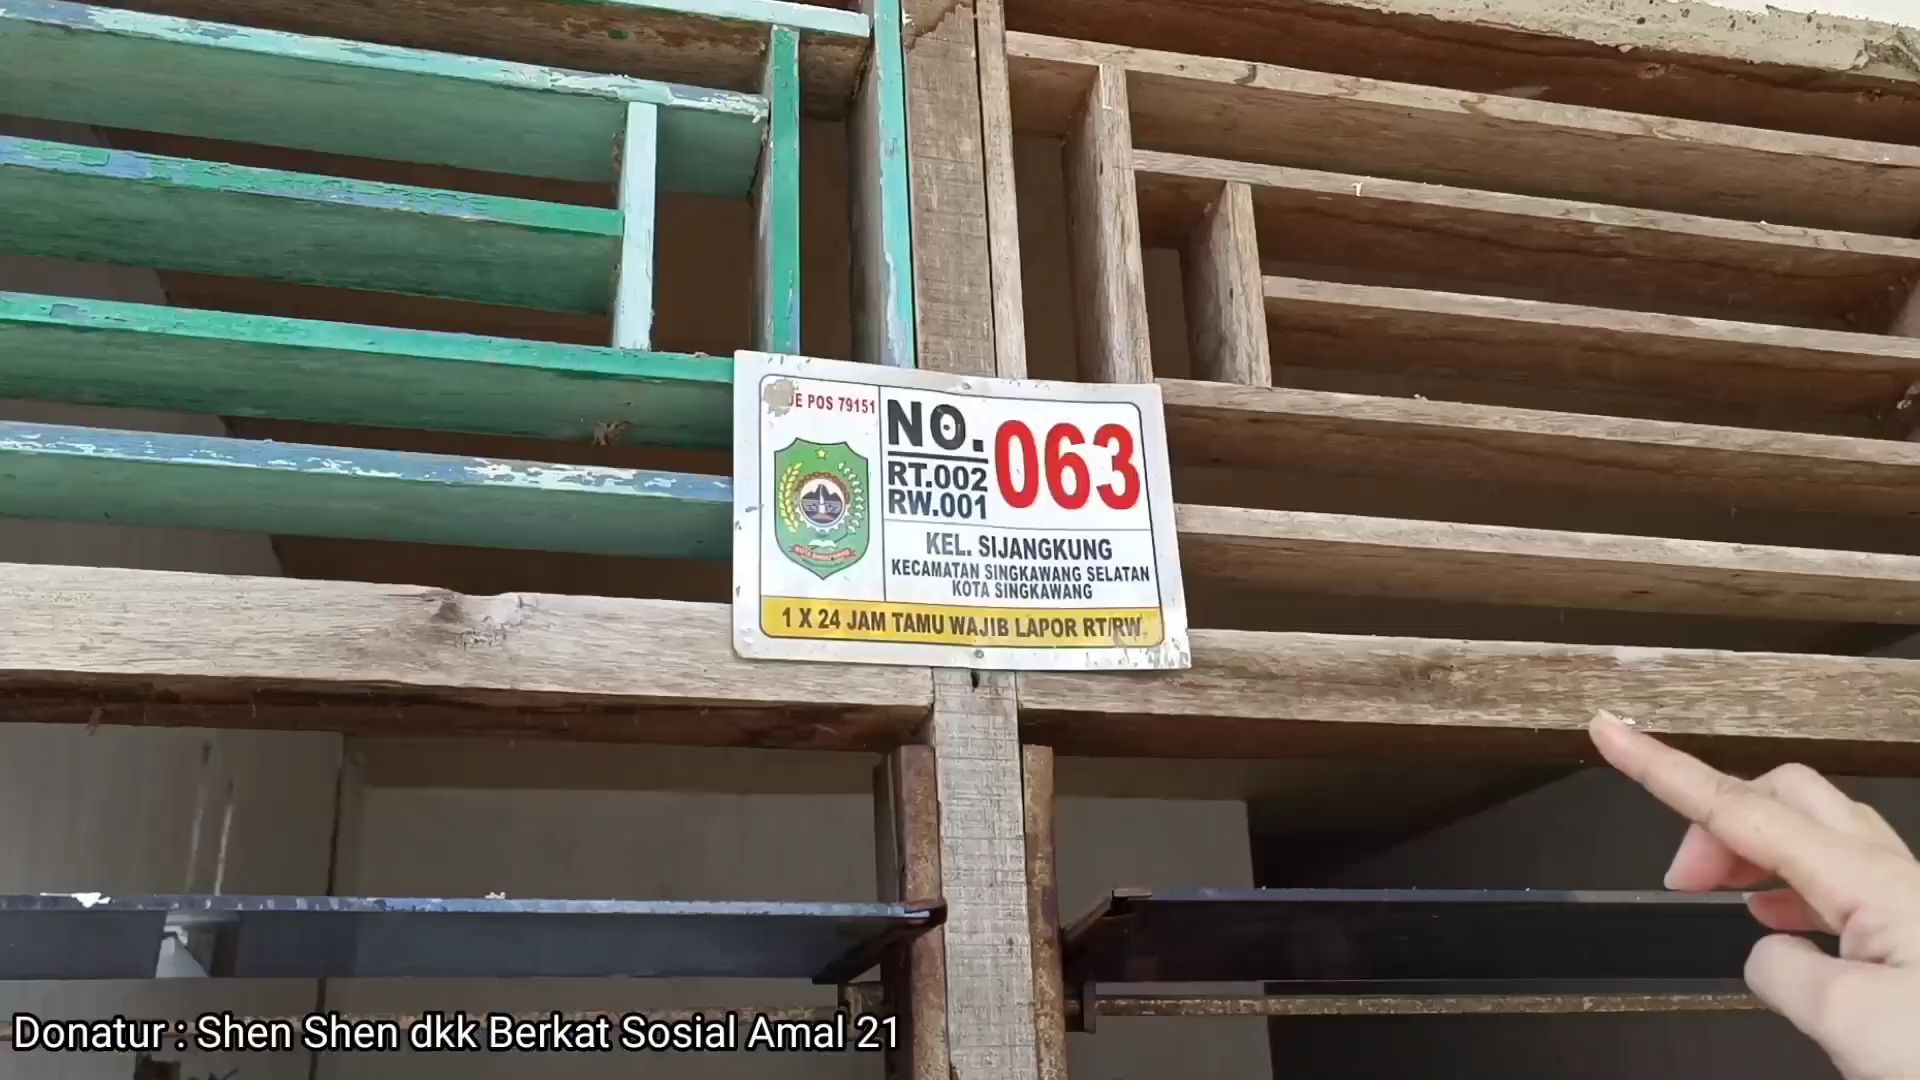 POS 79151
NO. 063
RT.002
RW.001
KEL. SIJANGKUNG
KECAMATAN SINGKAWANG SELATAN
KOTA SINGKAWANG
1 X 24 JAM TAMU WAJIB LAPOR RT/RW
Donatur : Shen Shen dkk Berkat Sosial Amal 21